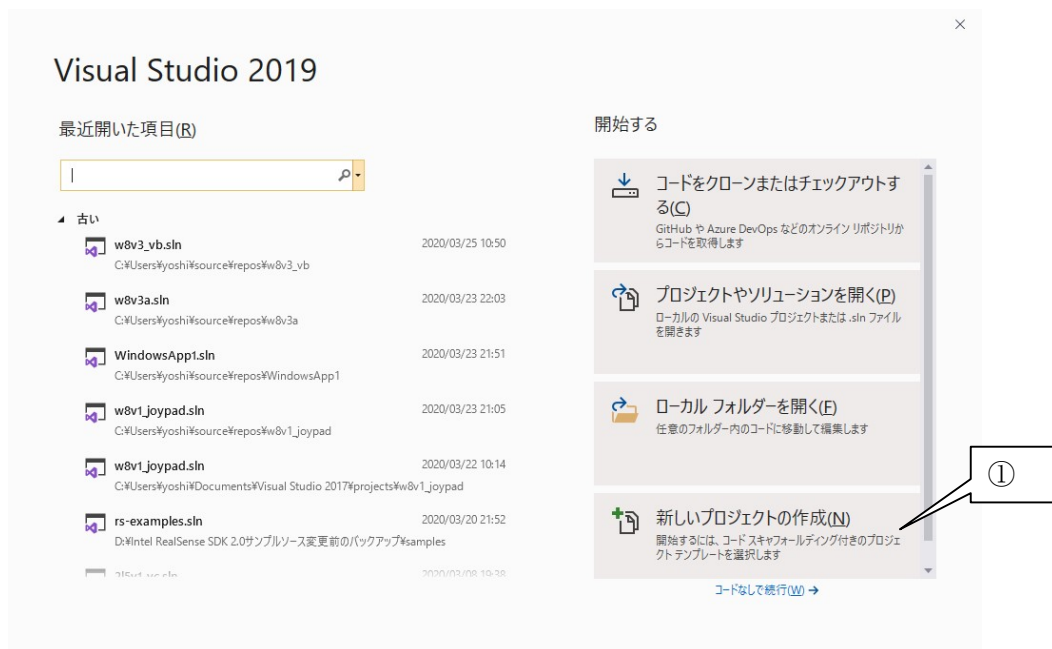 Visual Studio 2019
最近開いた項目(R)
古い
w8v3_vb.sln
2020/03/25 10:50
C:¥Users¥yoshi¥source¥repos¥w8v3_vb
w8v3a.sln
2020/03/23 22:03
C:¥Users¥yoshi¥source¥repos¥w8v3a
WindowsApp1.sln
2020/03/23 21:51
C:¥Users¥yoshi¥source¥repos¥WindowsApp1
w8v1_joypad.sln
2020/03/23 21:05
C:¥Users¥yoshi¥source¥repos¥w8v1_joypad
w8v1_joypad.sln
2020/03/22 10:14
C:¥Users¥yoshi¥Documents¥Visual Studio 2017¥projects¥w8v1_joypad
rs-examples.sln
2020/03/20 21:52
D:¥Intel RealSense SDK 2.0サンプルソース変更前のバックアップ¥samples
2020/03/08 19:38
開始する
コードをクローンまたはチェックアウトす
る(C)
GitHub や Azure DevOps などのオンライン リポジトリか
らコードを取得します
プロジェクトやソリューションを開く(P)
ローカルの Visual Studio プロジェクトまたは .sln ファイル
を開きます
ローカル フォルダーを開く(F)
任意のフォルダー内のコードに移動して編集します
新しいプロジェクトの作成(N)
開始するには、コード スキャフォールディング付きのプロジェ
クト テンプレートを選択します
コードなしで続行(W) →
①